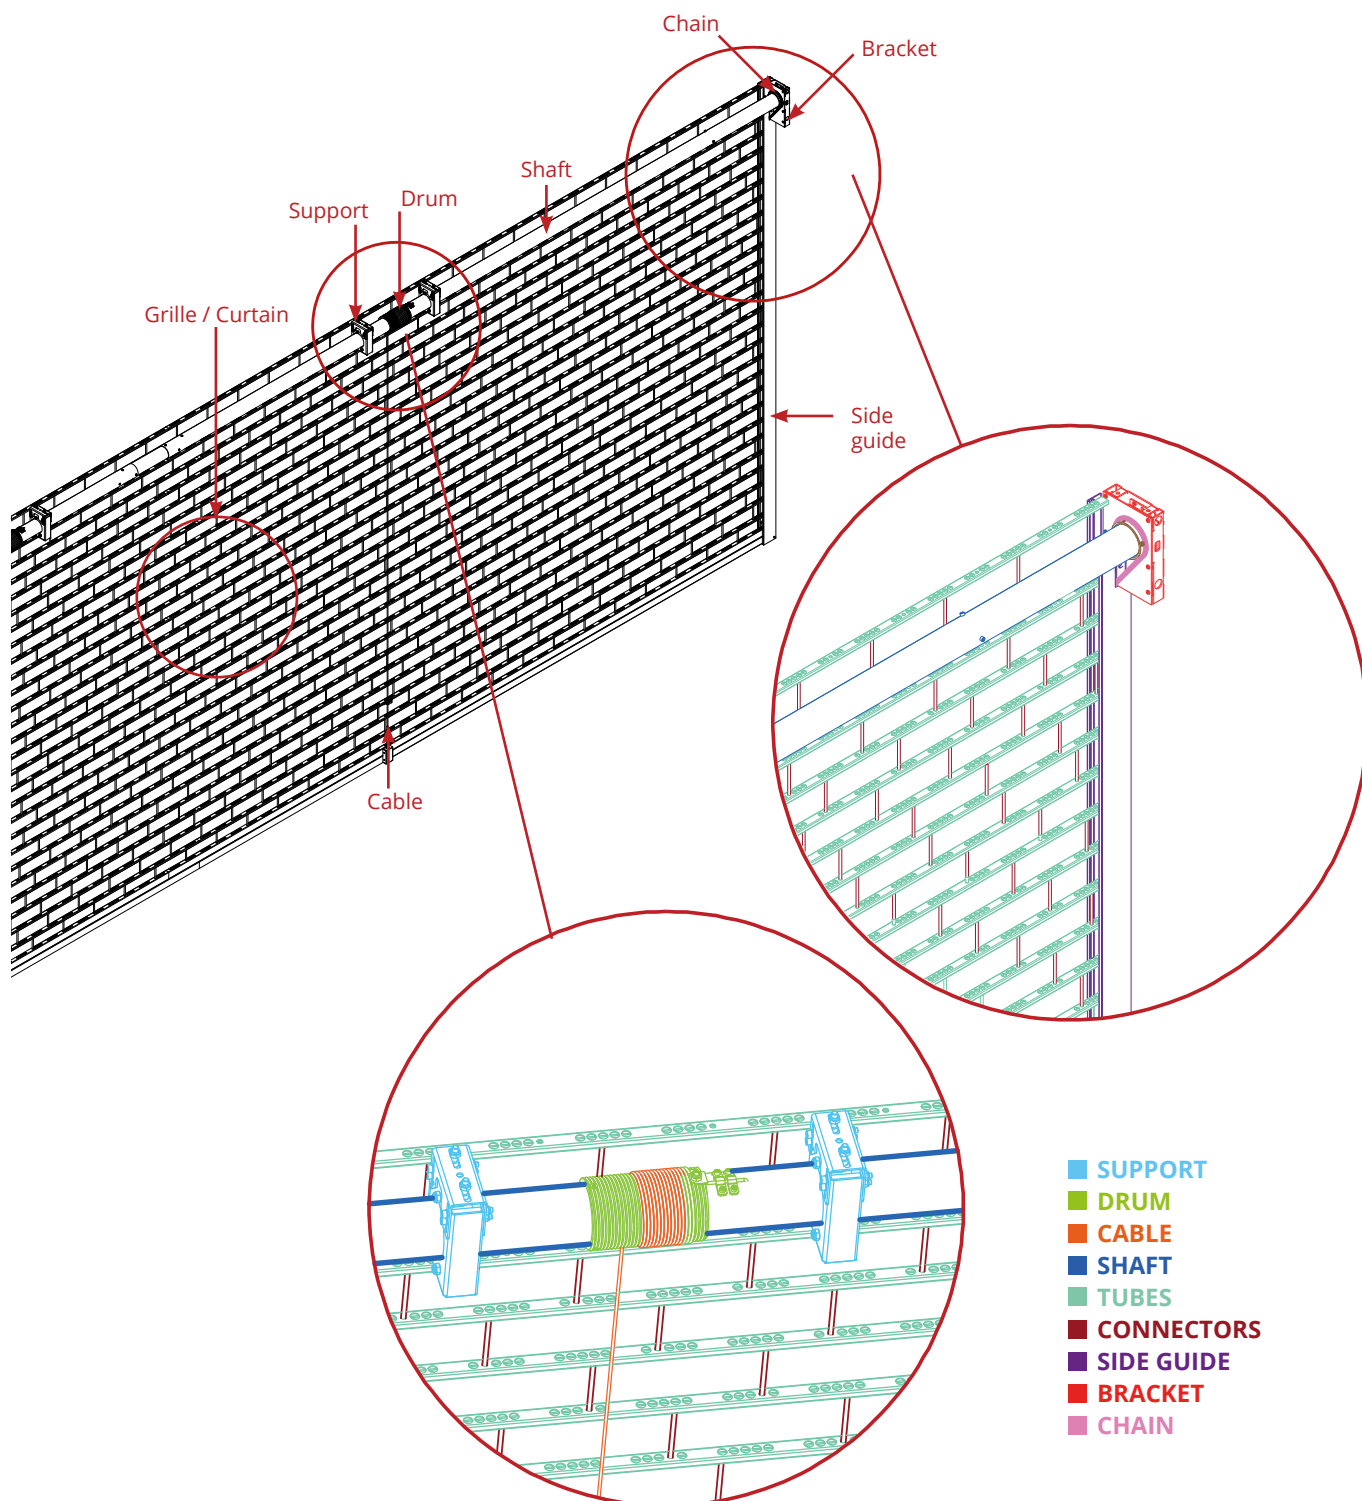 Chain
Bracket
Shaft
Drum
Support
Grille / Curtain
Side
guide
Cable
SUPPORT
DRUM
CABLE
SHAFT
TUBES
CONNECTORS
SIDE GUIDE
BRACKET
CHAIN